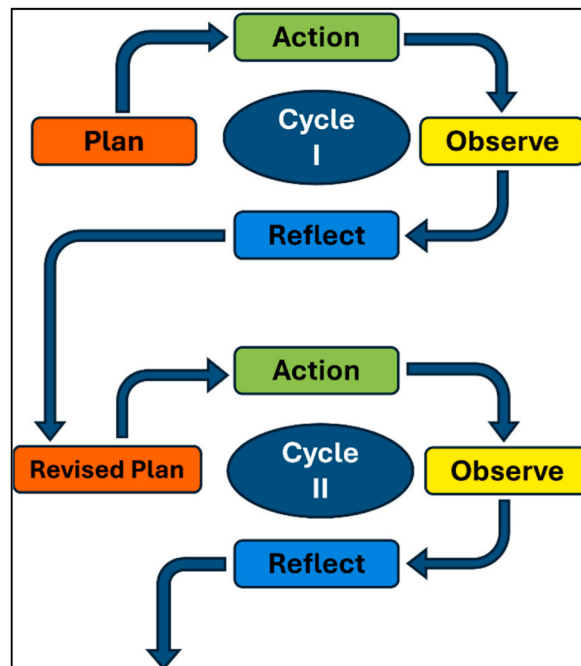 Action
Plan
Cycle
I
Observe
Reflect
Action
Revised Plan
Cycle
II
Observe
Reflect